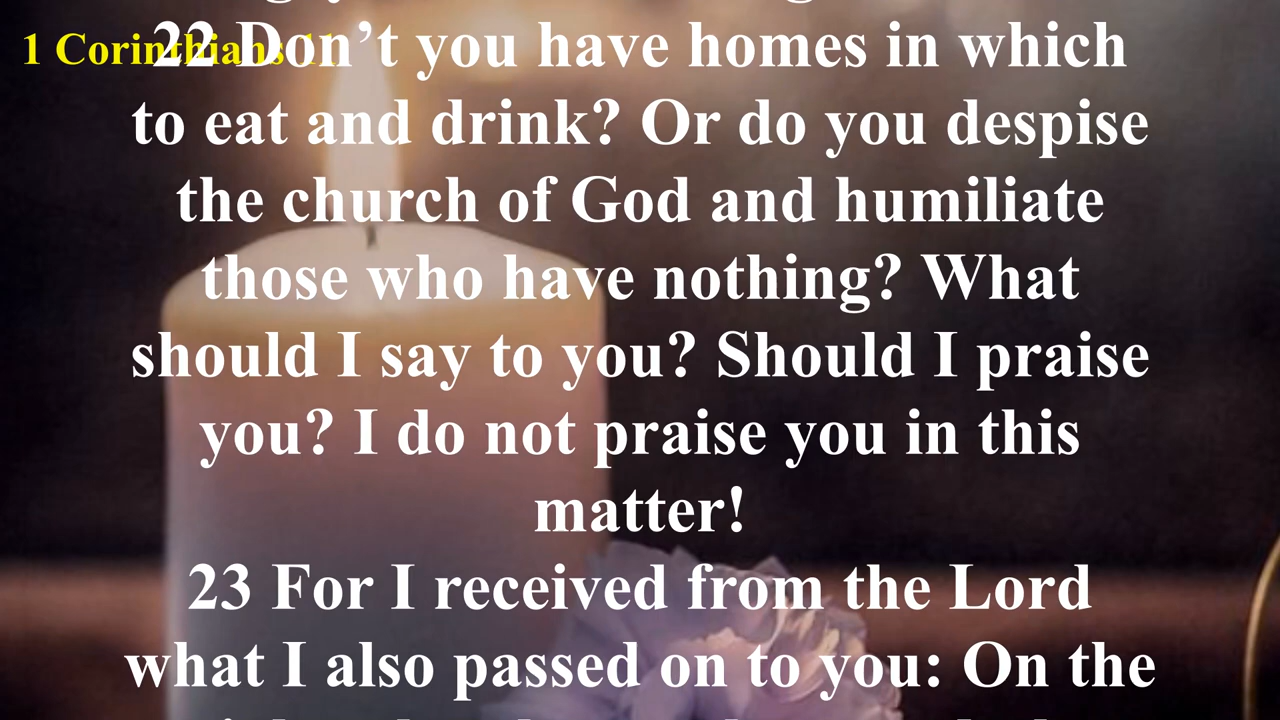 1 Corinthians 11
22 Don’t you have homes in which
to eat and drink? Or do you despise
the church of God and humiliate
those who have nothing? What
should I say to you? Should I praise
you? I do not praise you in this
matter!
23 For I received from the Lord
what I also passed on to you: On the